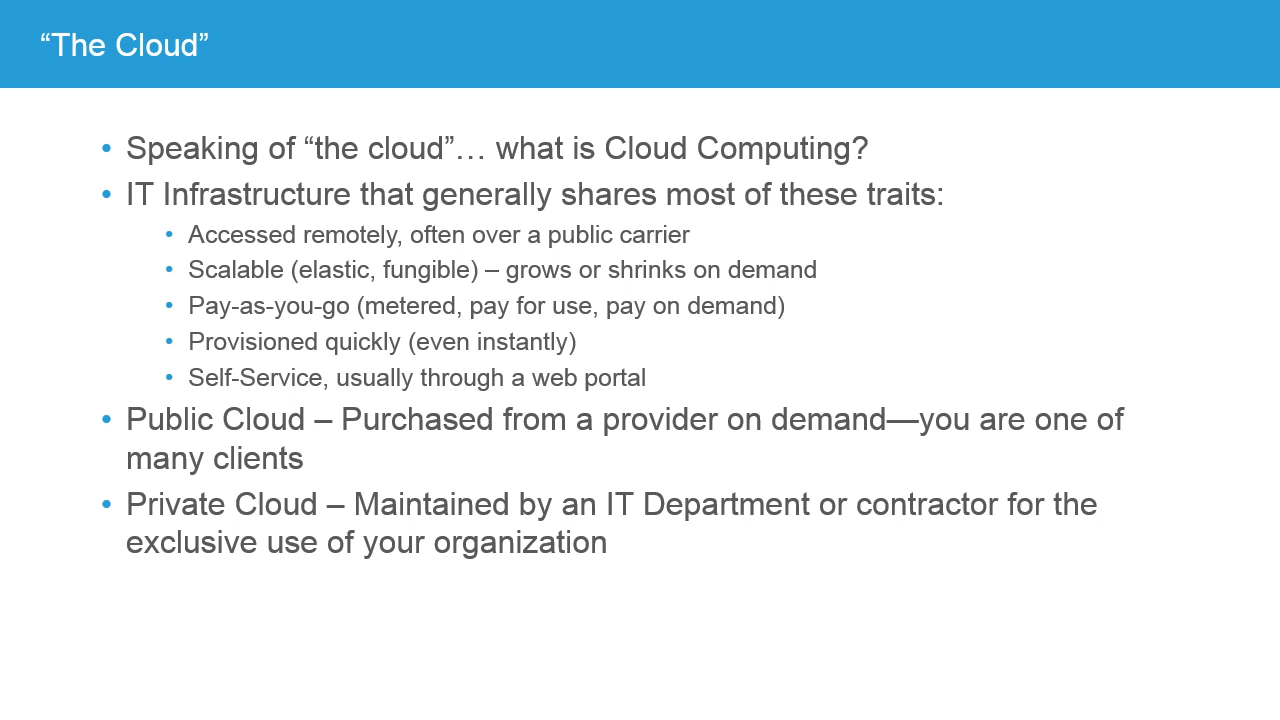 “The Cloud”
• Speaking of “the cloud”… what is Cloud Computing?
• IT Infrastructure that generally shares most of these traits:
• Accessed remotely, often over a public carrier
• Scalable (elastic, fungible) – grows or shrinks on demand
• Pay-as-you-go (metered, pay for use, pay on demand)
• Provisioned quickly (even instantly)
• Self-Service, usually through a web portal
• Public Cloud – Purchased from a provider on demand—you are one of
many clients
• Private Cloud – Maintained by an IT Department or contractor for the
exclusive use of your organization